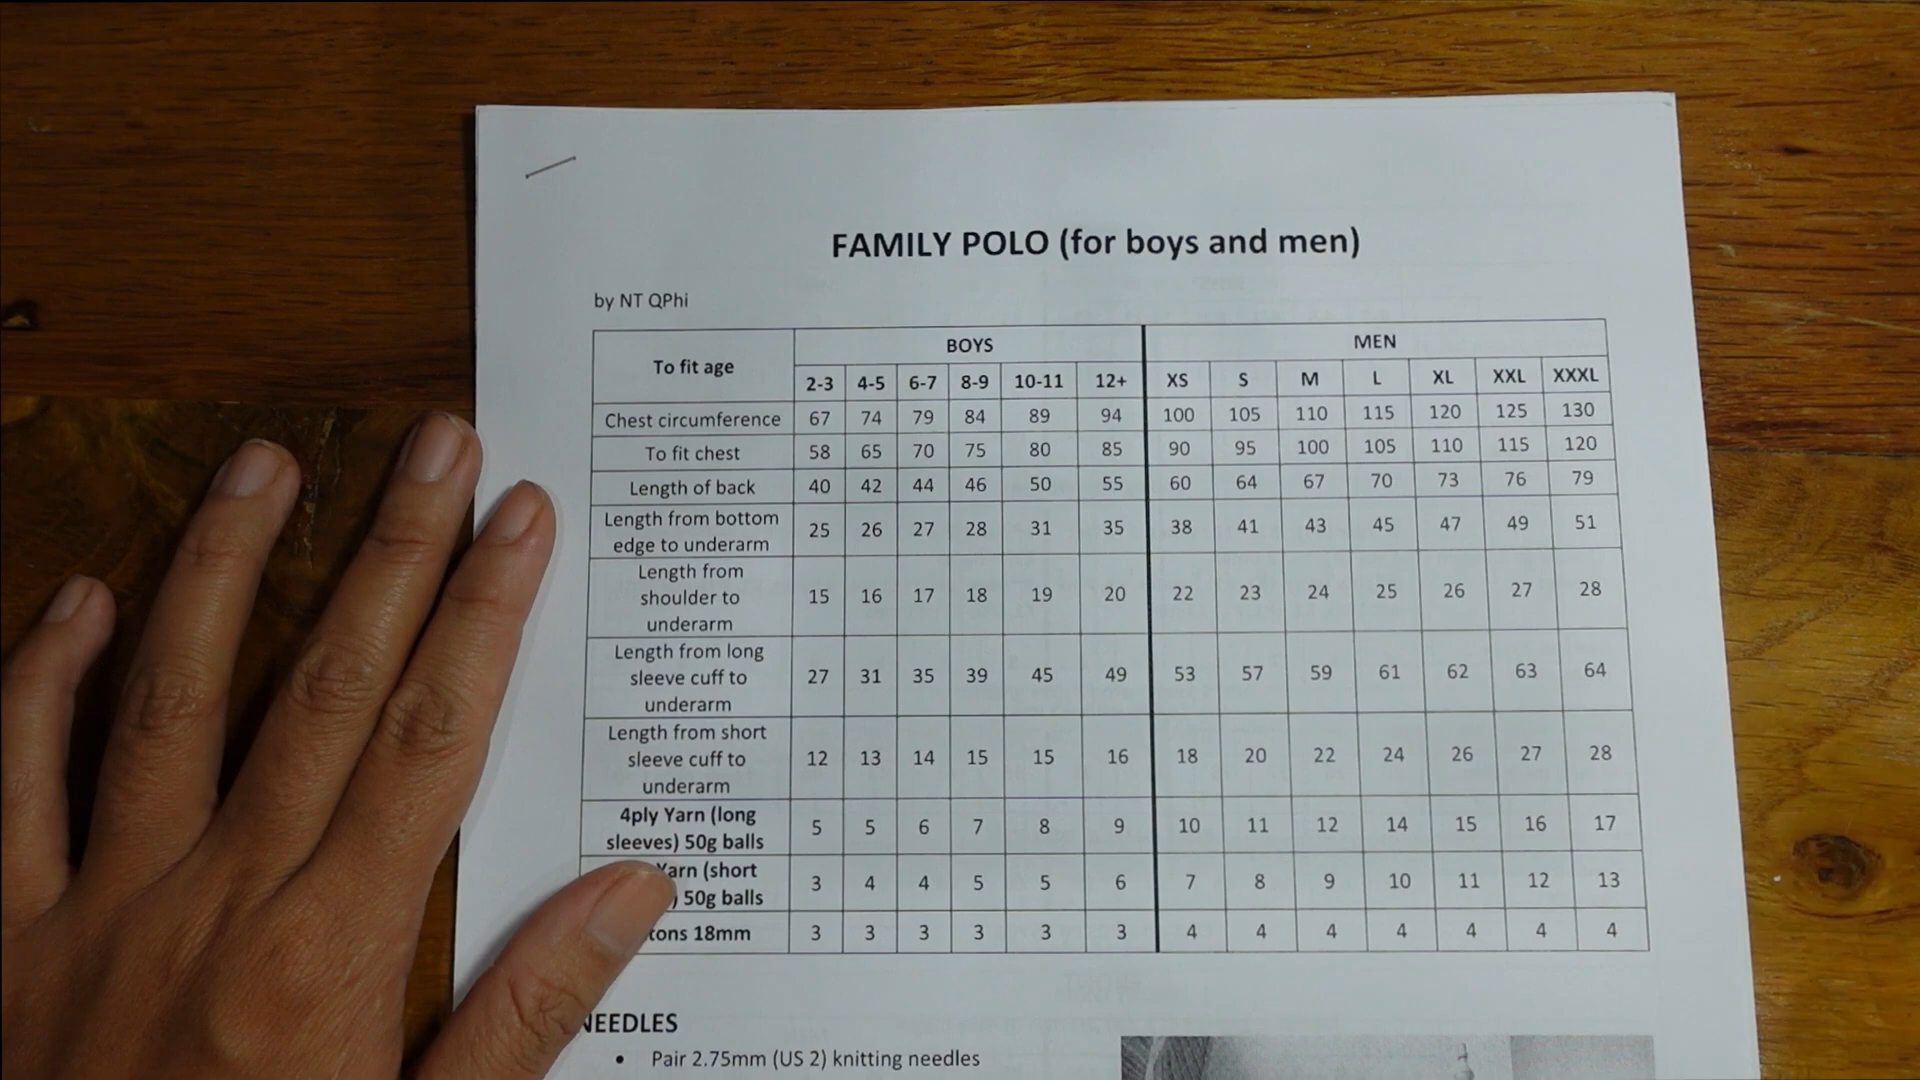 FAMILY POLO (for boys and men)
by NT QPhi
To fit age BOYS MEN
2-3 4-5 6-7 8-9 10-11 12+ XS S M L XL XXL XXXL
Chest circumference 67 74 79 84 89 94 100 105 110 115 120 125 130
To fit chest 58 65 70 75 80 85 90 95 100 105 110 115 120
Length of back 40 42 44 46 50 55 60 64 67 70 73 76 79
Length from bottom
edge to underarm 25 26 27 28 31 35 38 41 43 45 47 49 51
Length from
shoulder to
underarm 15 16 17 18 19 20 22 23 24 25 26 27 28
Length from long
sleeve cuff to
underarm 27 31 35 39 45 49 53 57 59 61 62 63 64
Length from short
sleeve cuff to
underarm 12 13 14 15 15 16 18 20 22 24 26 27 28
4ply Yarn (long
sleeves) 50g balls 5 5 6 7 8 9 10 11 12 14 15 16 17
Yarn (short
) 50g balls 3 4 4 5 5 6 7 8 9 10 11 12 13
tons 18mm 3 3 3 3 3 3 4 4 4 4 4 4 4
NEEDLES
• Pair 2.75mm (US 2) knitting needles